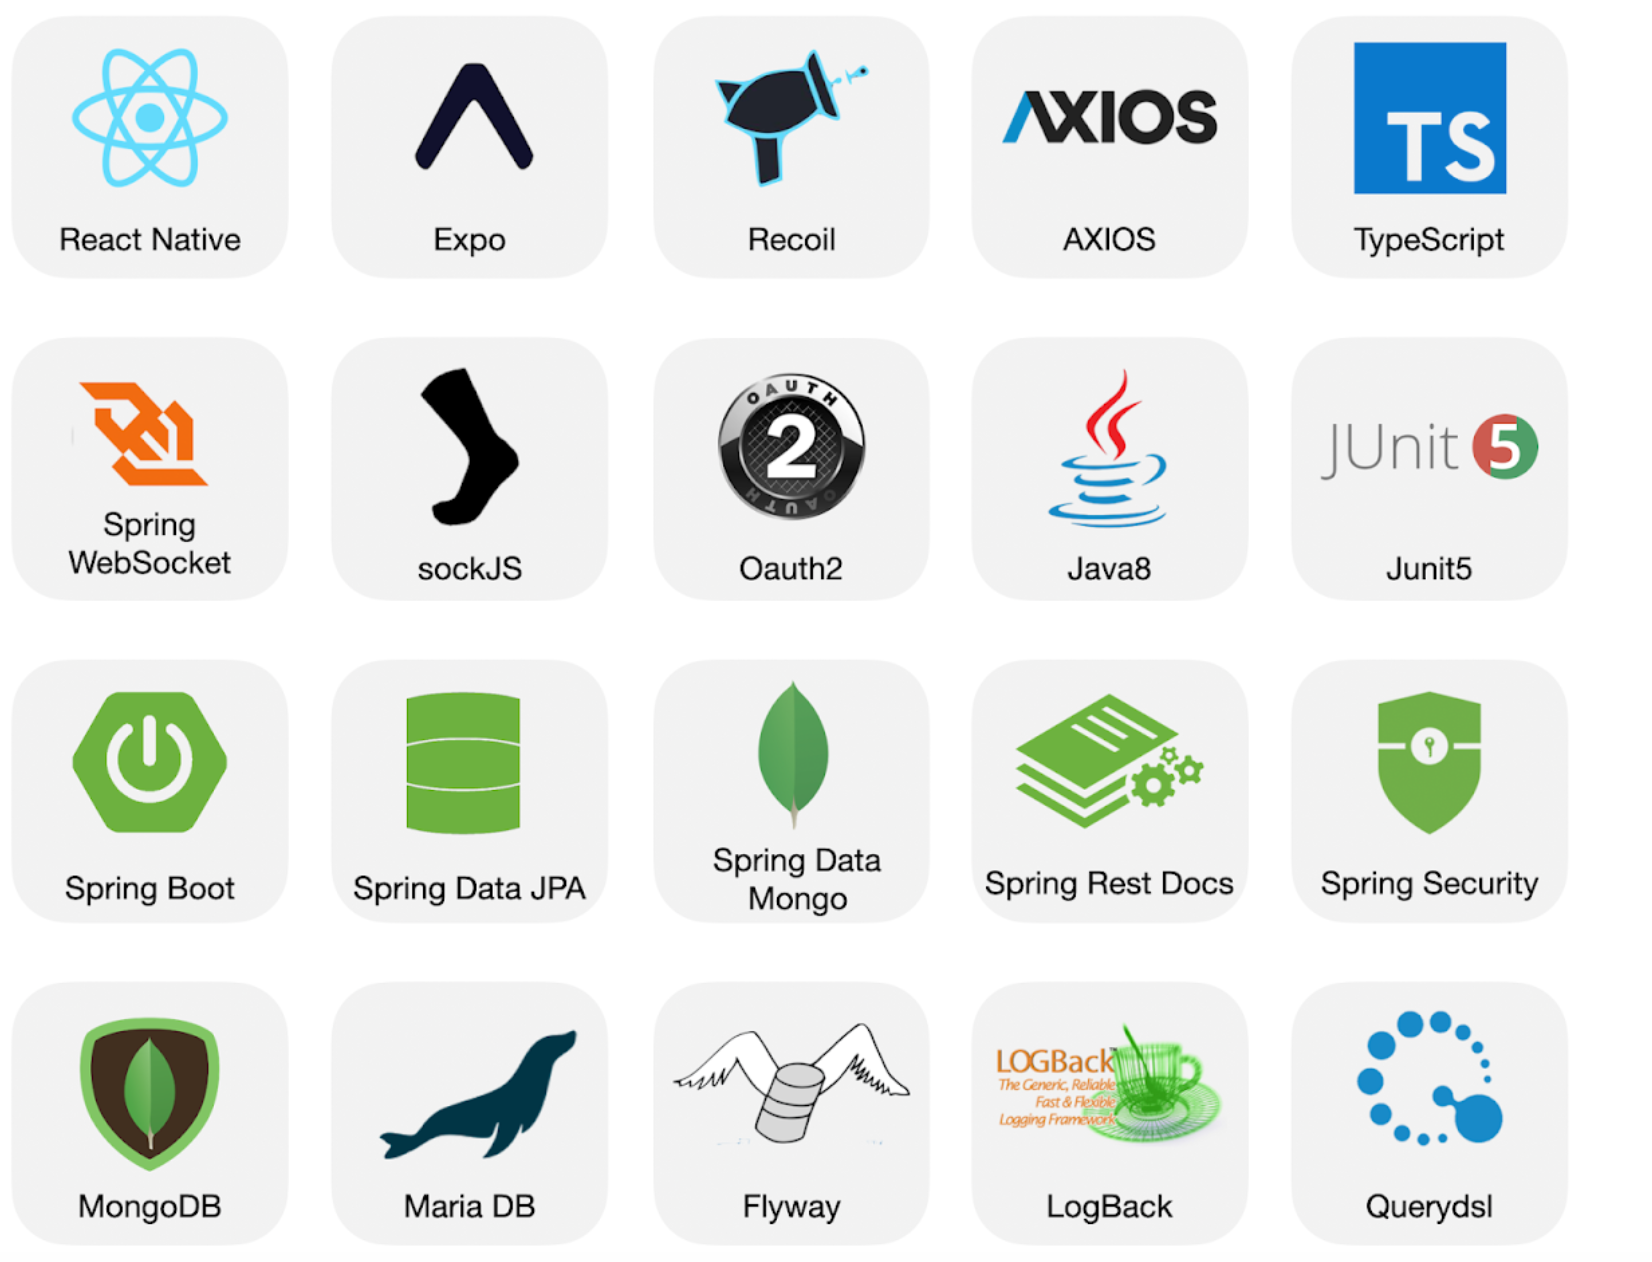 AXIOS
TS
React Native
Expo
Recoil
AXIOS
TypeScript
OAUTH
2
OAUTH
JUnit 5
Spring
WebSocket
sockJS
Oauth2
Java8
Junit5
Spring Boot
Spring Data JPA
Spring Data
Mongo
Spring Rest Docs
Spring Security
LOGBack™
The Generic, Reliable
Fast & Flexible
Logging Framework
MongoDB
Maria DB
Flyway
LogBack
Querydsl